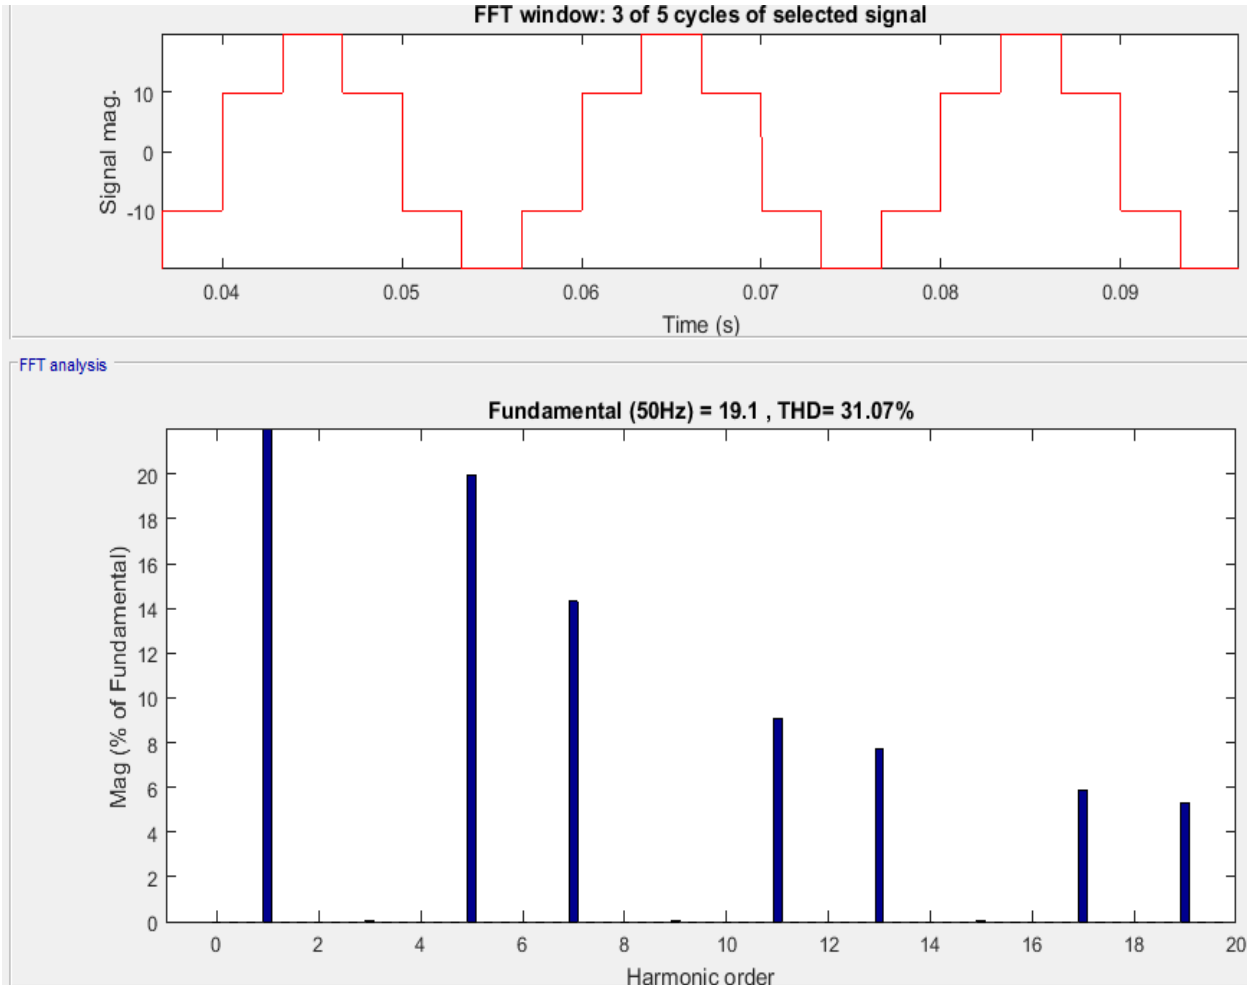 FFT window: 3 of 5 cycles of selected signal
Signal mag.
10
0
-10
0.04 0.05 0.06 0.07 0.08 0.09
Time (s)
FFT analysis
Fundamental (50Hz) = 19.1 , THD= 31.07%
Mag (% of Fundamental)
20
18
16
14
12
10
8
6
4
2
0
0 2 4 6 8 10 12 14 16 18 20
Harmonic order